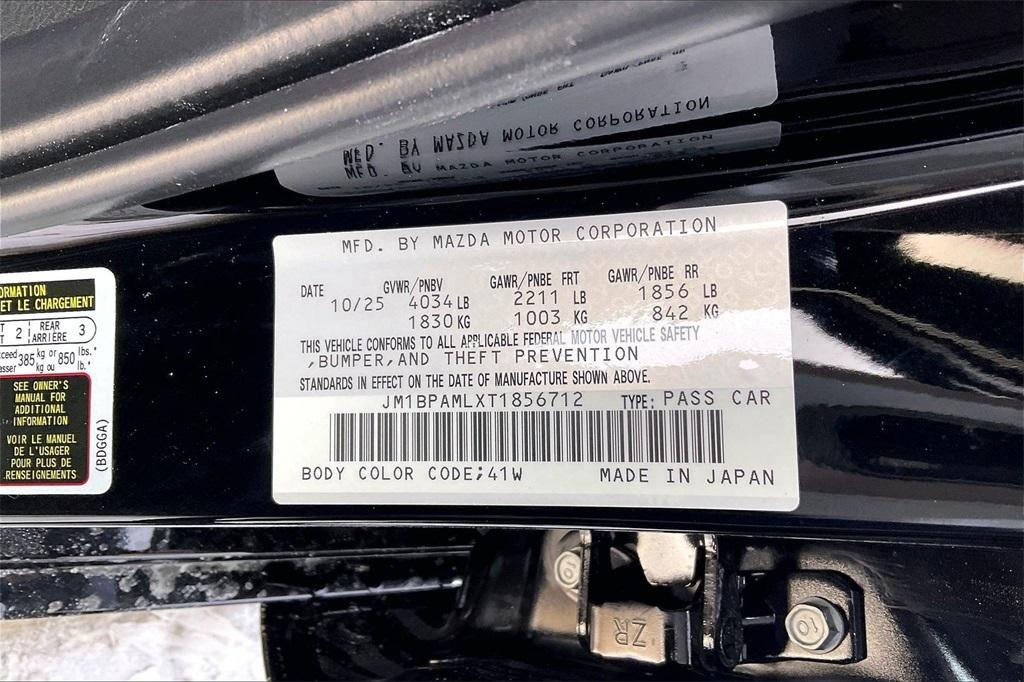 MFD. BY MAZDA MOTOR CORPORATION
MFD. BY MAZDA MOTOR CORPORATION
MFD. BY MAZDA MOTOR CORPORATION
DATE GVWR/PNBV GAWR/PNBE FRT GAWR/PNBE RR
10/25 4034 LB 2211 LB 1856 LB
1830 KG 1003 KG 842 KG
THIS VEHICLE CONFORMS TO ALL APPLICABLE FEDERAL MOTOR VEHICLE SAFETY
,BUMPER,AND THEFT PREVENTION
STANDARDS IN EFFECT ON THE DATE OF MANUFACTURE SHOWN ABOVE.
JM1BPAMLXT1856712 TYPE: PASS CAR
BODY COLOR CODE;41W MADE IN JAPAN
ORMATION
ET LE CHARGEMENT
2 REAR ARRIÈRE 3
385 kg or kg ou 850 lbs. lb.
SEE OWNER'S
MANUAL FOR
ADDITIONAL
INFORMATION
VOIR LE MANUEL
DE L'USAGER
POUR PLUS DE
RENSEIGNEMENTS
(BDGGA)
10
ZR
10